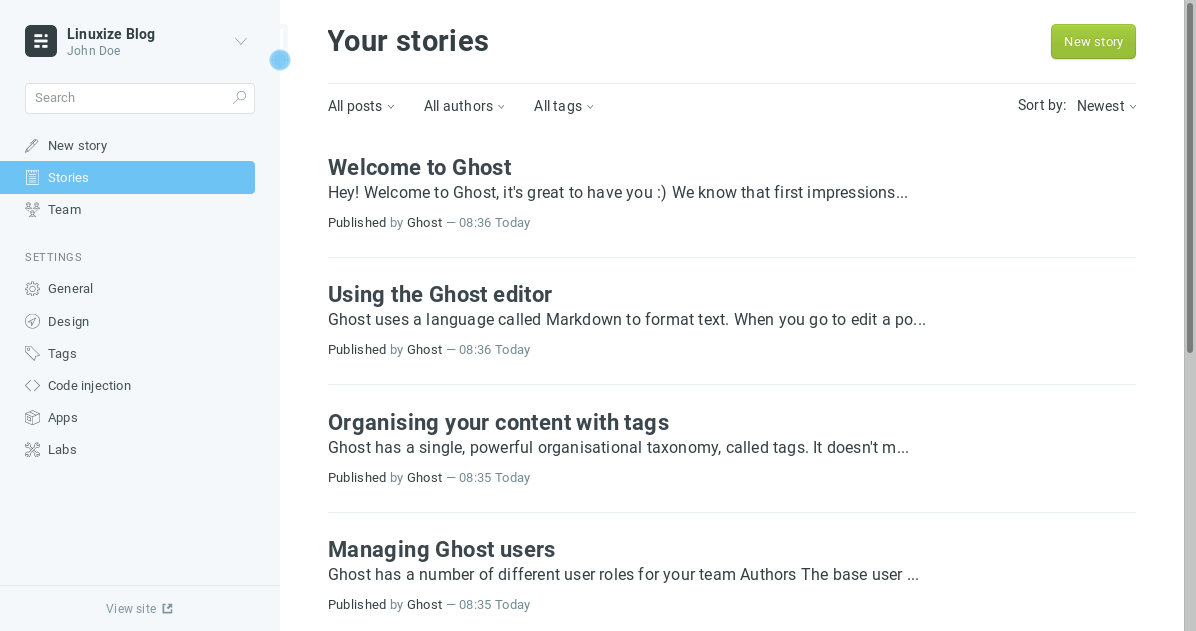 Linuxize Blog
John Doe
Search
New story
Stories
Team
SETTINGS
General
Design
Tags
Code injection
Apps
Labs
View site
Your stories
New story
All posts
All authors
All tags
Sort by: Newest
Welcome to Ghost
Hey! Welcome to Ghost, it's great to have you :) We know that first impressions...
Published by Ghost — 08:36 Today
Using the Ghost editor
Ghost uses a language called Markdown to format text. When you go to edit a po...
Published by Ghost — 08:36 Today
Organising your content with tags
Ghost has a single, powerful organisational taxonomy, called tags. It doesn't m...
Published by Ghost — 08:35 Today
Managing Ghost users
Ghost has a number of different user roles for your team Authors The base user ...
Published by Ghost — 08:35 Today